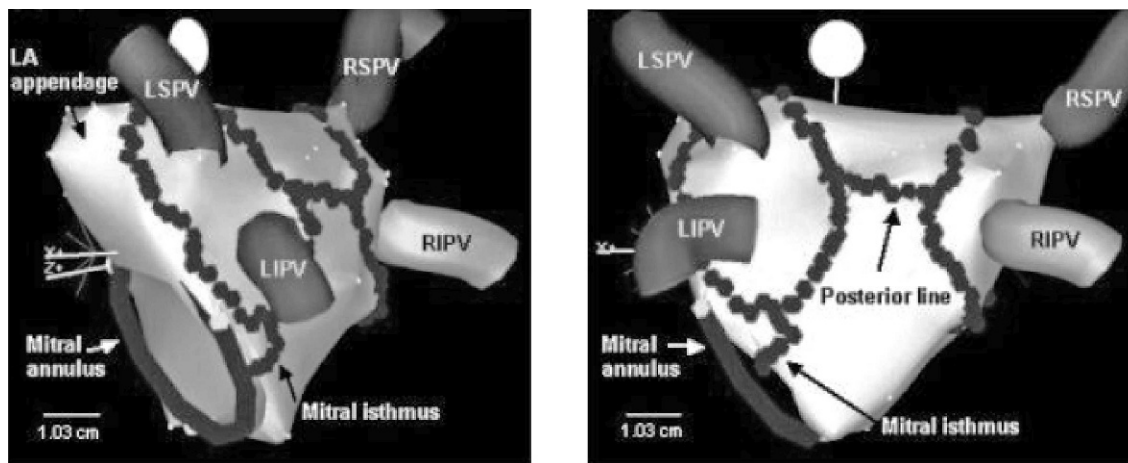 LA
appendage
LSPV
RSPV
LIPV
RIPV
Mitral
annulus
Mitral isthmus
1.03 cm
LSPV
RSPV
LIPV
RIPV
Posterior line
Mitral
annulus
Mitral isthmus
1.03 cm